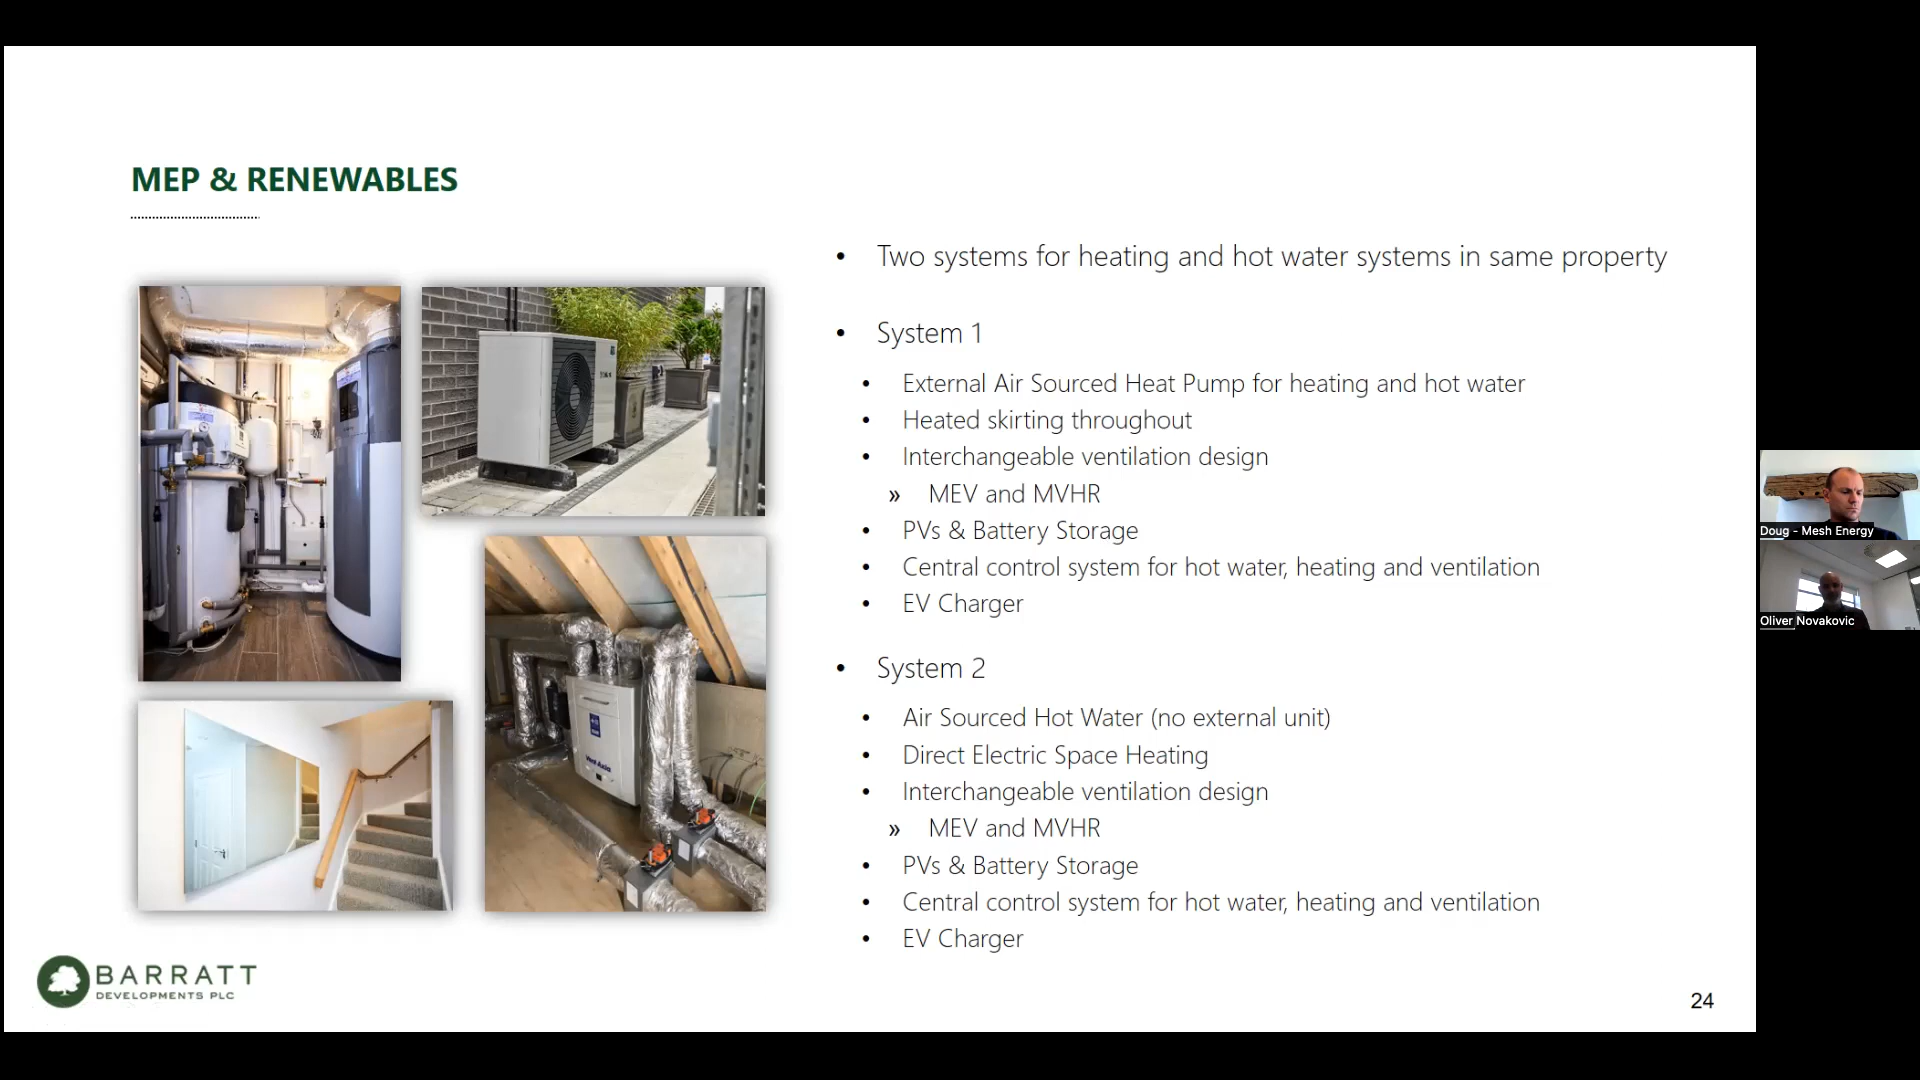 MEP & RENEWABLES
• Two systems for heating and hot water systems in same property
• System 1
• External Air Sourced Heat Pump for heating and hot water
• Heated skirting throughout
• Interchangeable ventilation design
» MEV and MVHR
• PVs & Battery Storage
• Central control system for hot water, heating and ventilation
• EV Charger
• System 2
• Air Sourced Hot Water (no external unit)
• Direct Electric Space Heating
• Interchangeable ventilation design
» MEV and MVHR
• PVs & Battery Storage
• Central control system for hot water, heating and ventilation
• EV Charger
Vent-Axia
BARRATT
DEVELOPMENTS PLC
24
Doug - Mesh Energy
Oliver Novakovic